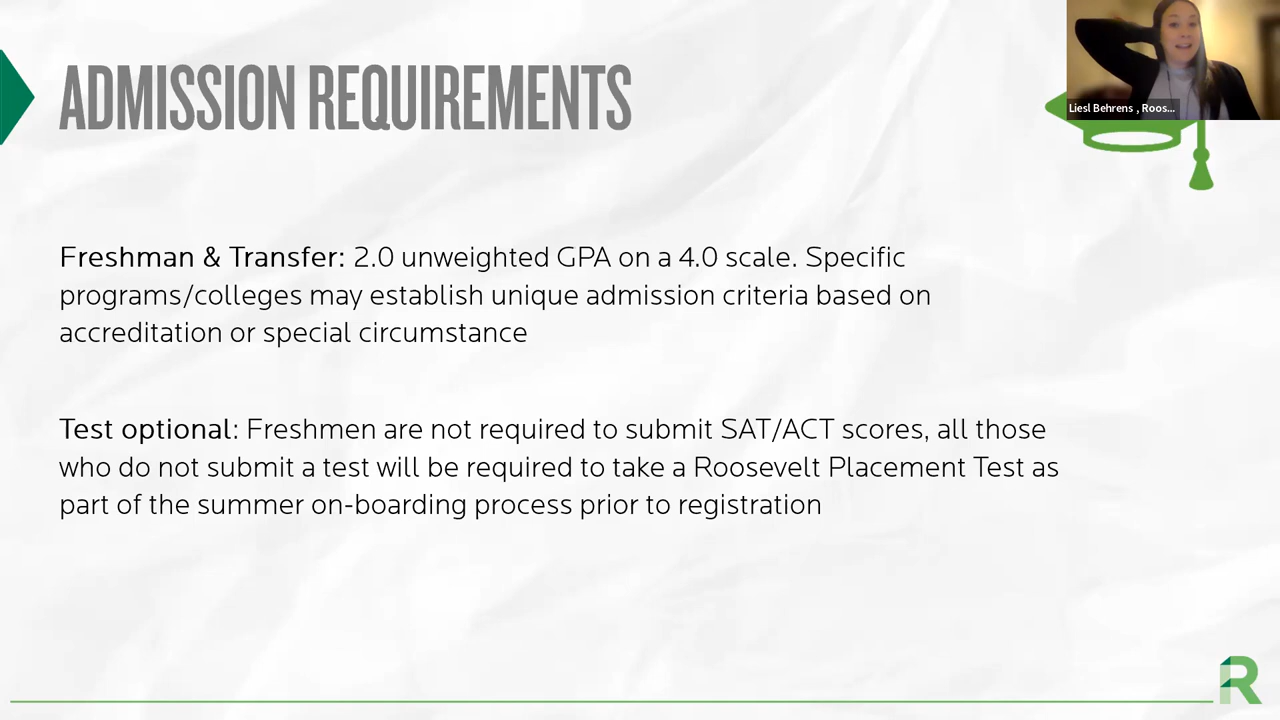 ADMISSION REQUIREMENTS
Liesl Behrens , Roos...
Freshman & Transfer: 2.0 unweighted GPA on a 4.0 scale. Specific
programs/colleges may establish unique admission criteria based on
accreditation or special circumstance
Test optional: Freshmen are not required to submit SAT/ACT scores, all those
who do not submit a test will be required to take a Roosevelt Placement Test as
part of the summer on-boarding process prior to registration
R